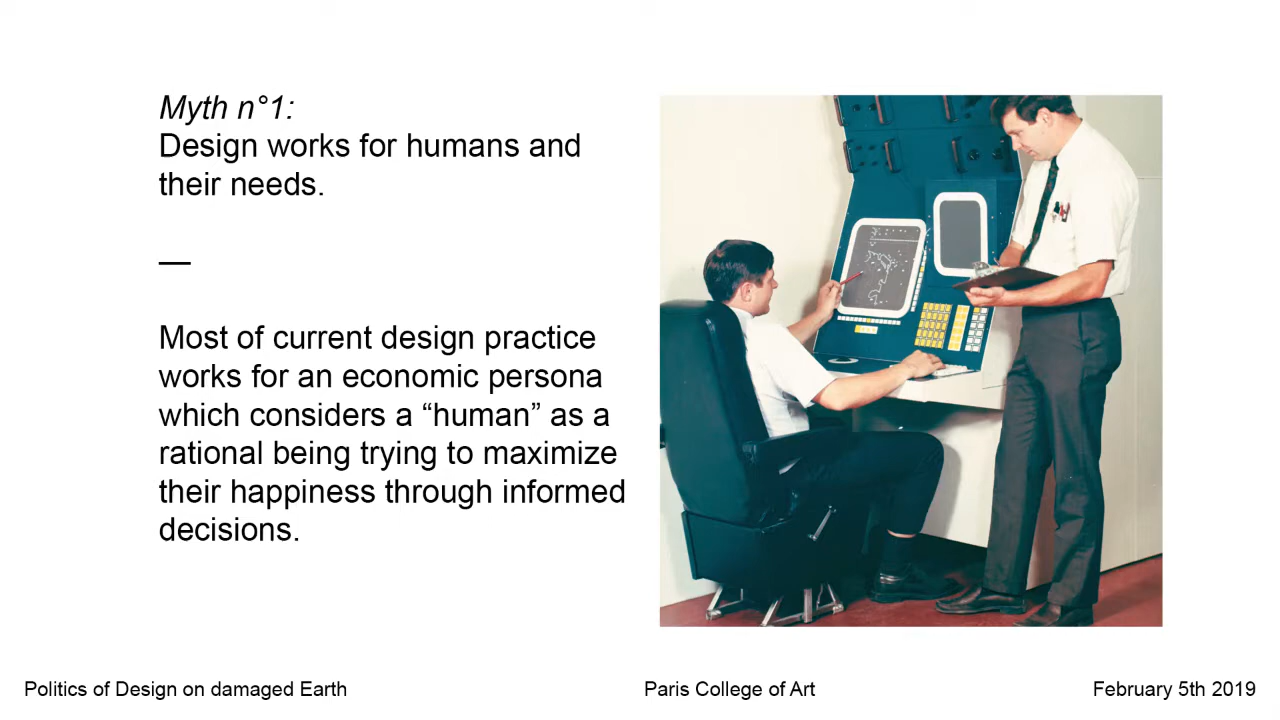 Myth n°1:
Design works for humans and
their needs.
—
Most of current design practice
works for an economic persona
which considers a “human” as a
rational being trying to maximize
their happiness through informed
decisions.
Politics of Design on damaged Earth
Paris College of Art
February 5th 2019